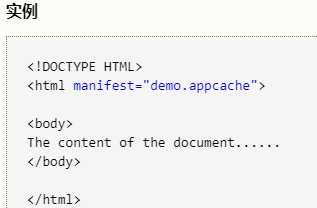 实例
<!DOCTYPE HTML>
<html manifest="demo.appcache">
<body>
The content of the document......
</body>
</html>